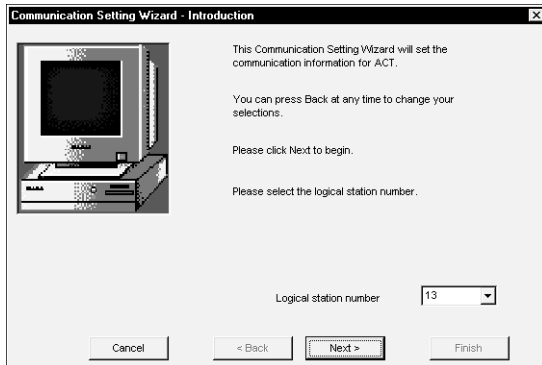 Communication Setting Wizard - Introduction
This Communication Setting Wizard will set the
communication information for ACT.
You can press Back at any time to change your
selections.
Please click Next to begin.
Please select the logical station number.
Logical station number 13
Cancel < Back Next > Finish